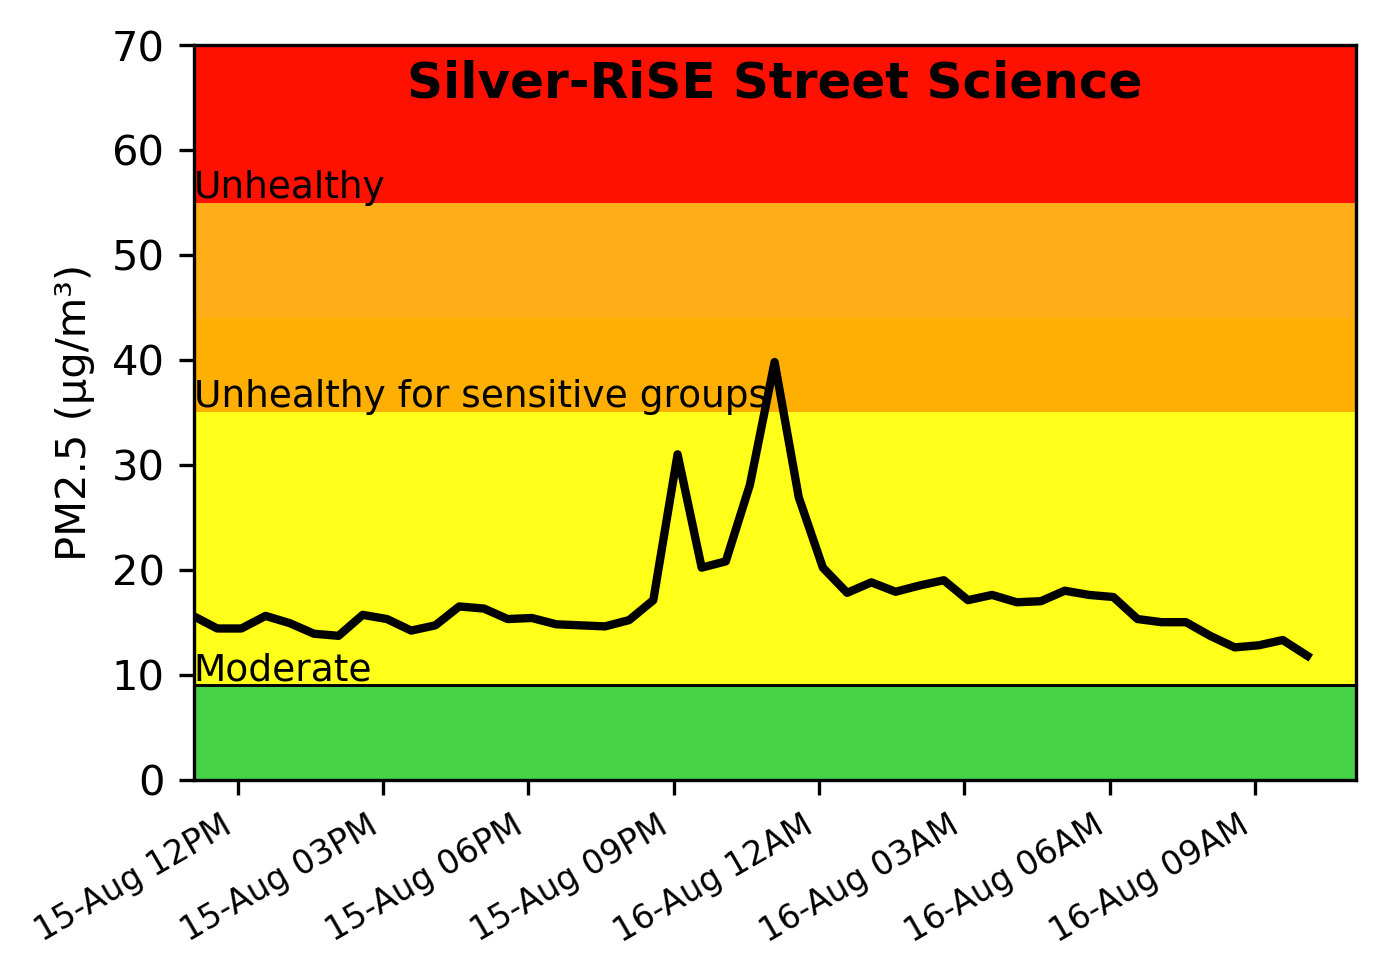 Silver-RiSE Street Science
70
60
50
40
30
20
10
0
PM2.5 (µg/m³)
Unhealthy
Unhealthy for sensitive groups
Moderate
15-Aug 12PM
15-Aug 03PM
15-Aug 06PM
15-Aug 09PM
16-Aug 12AM
16-Aug 03AM
16-Aug 06AM
16-Aug 09AM